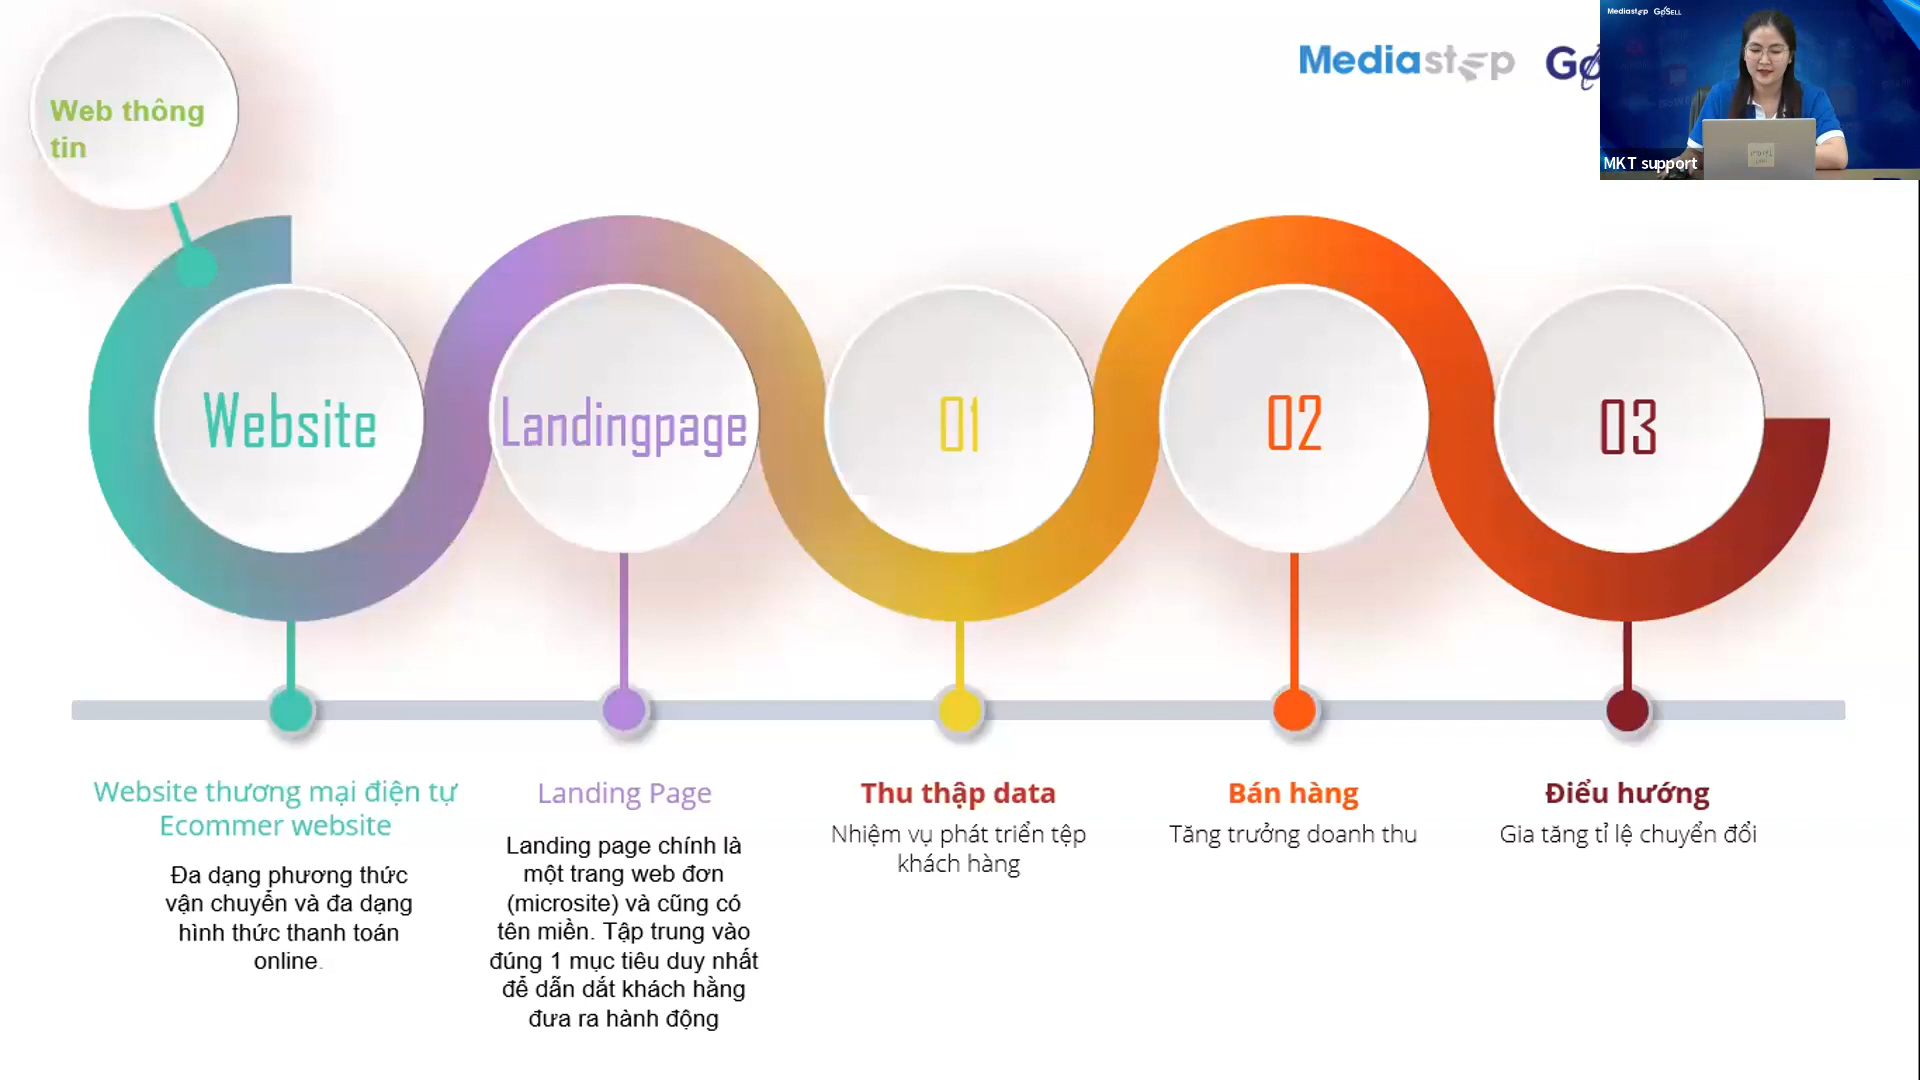 Web thông
tin
Mediastep
Mediastep GoSELL
MKT support
Website
Landingpage
01
02
03
Website thương mại điện tự
Ecommer website
Đa dạng phương thức
vận chuyển và đa dạng
hình thức thanh toán
online.
Landing Page
Landing page chính là
một trang web đơn
(microsite) và cũng có
tên miền. Tập trung vào
đúng 1 mục tiêu duy nhất
để dẫn dắt khách hằng
đưa ra hành động
Thu thập data
Nhiệm vụ phát triển tệp
khách hàng
Bán hàng
Tăng trưởng doanh thu
Điểu hướng
Gia tăng tỉ lệ chuyển đổi